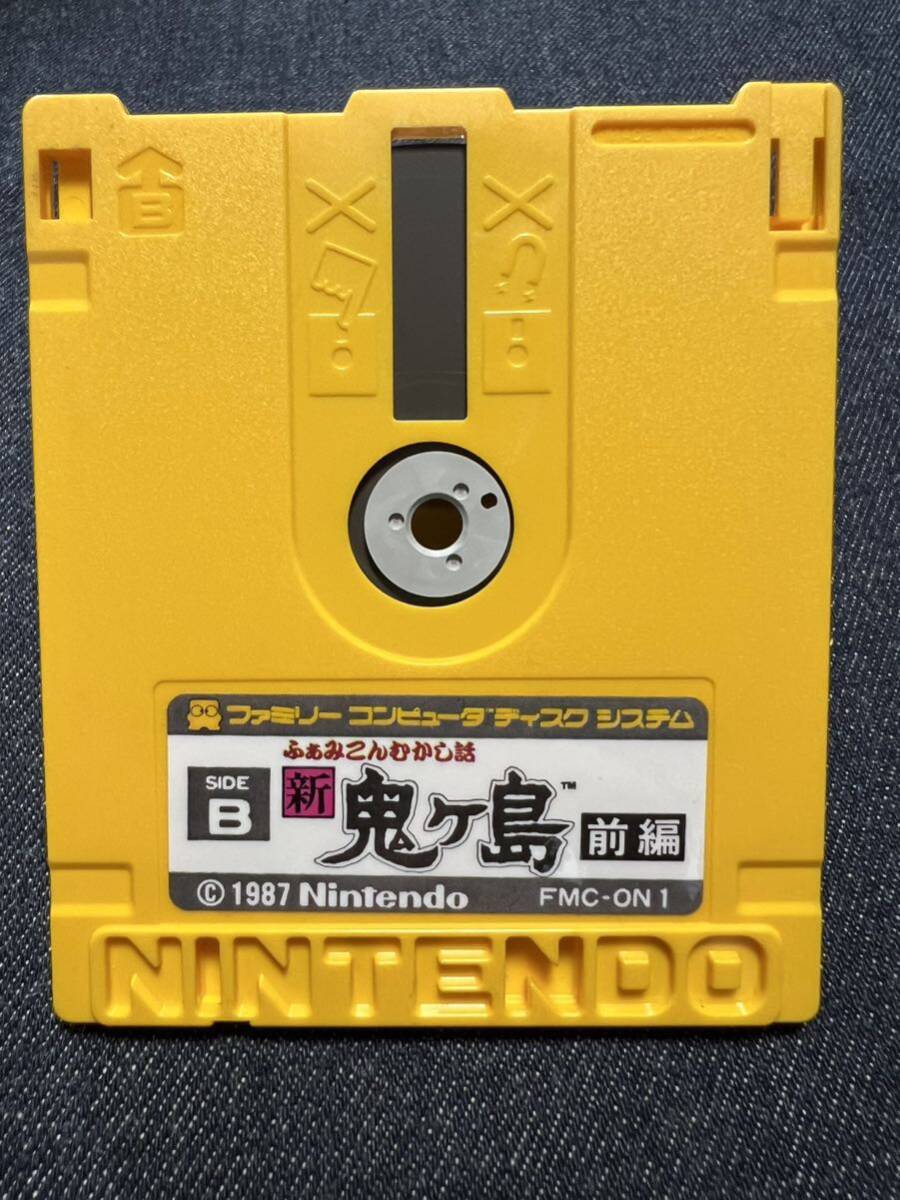 B
ファミリー コンピュータ ディスク システム
ふぁみこんむかし話
SIDE
B
新
鬼ヶ島™
前編
© 1987 Nintendo
FMC-ON 1
NINTENDO